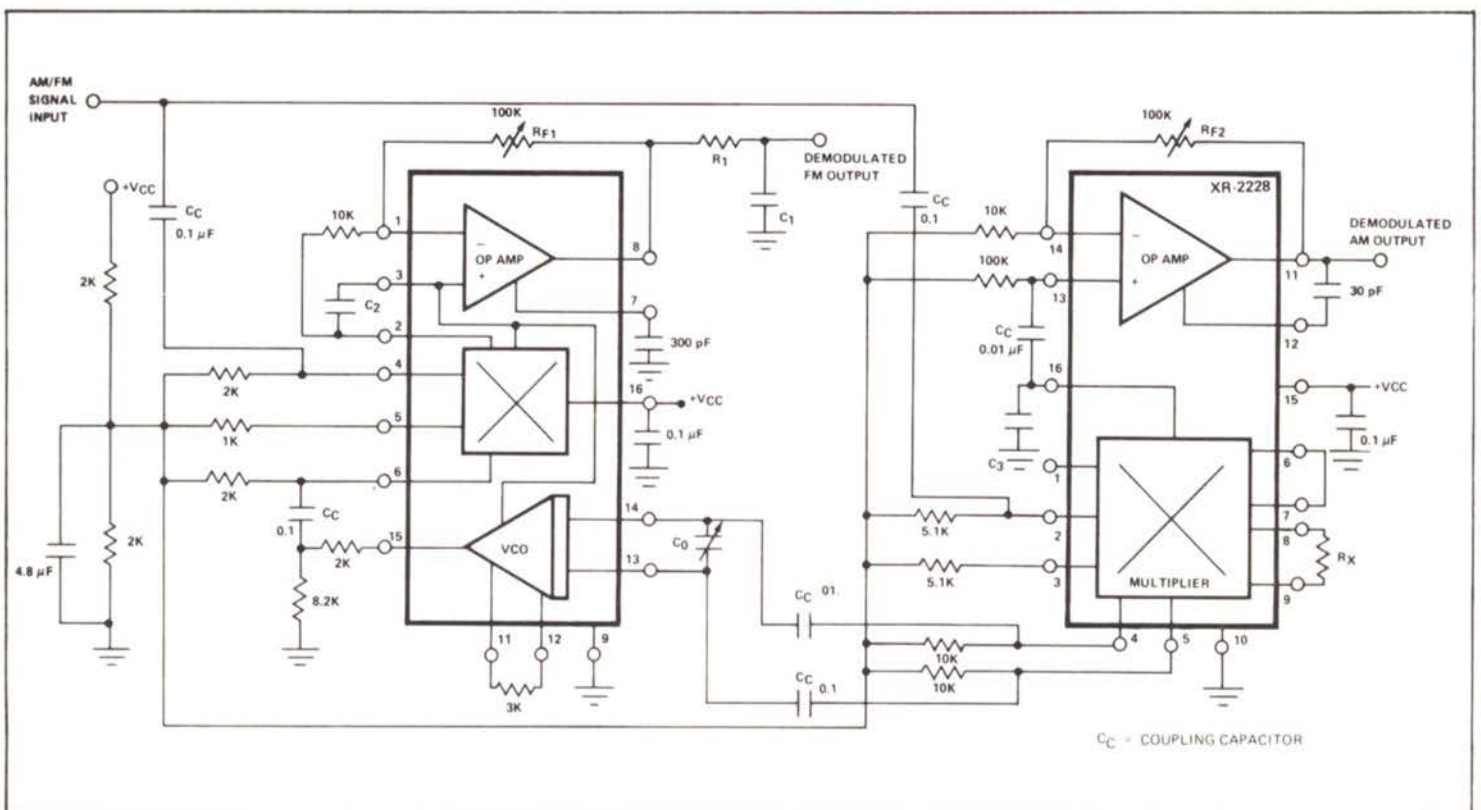 AM/FM
SIGNAL
INPUT
+VCC
CC
0.1 µF
2K
2K
4.8 µF
2K
1K
2K
CC
0.1
2K
8.2K
100K
RF1
10K
1
3
C2
2
4
5
6
15
OP AMP
−
+
8
7
300 pF
16
+VCC
0.1 µF
VCO
14
13
11
12
9
3K
C0
R1
DEMODULATED
FM OUTPUT
C1
CC
0.1
CC 01.
CC 0.1
10K
10K
100K
RF2
XR-2228
10K
14
100K
13
OP AMP
−
+
11
DEMODULATED
AM OUTPUT
30 pF
12
CC
0.01 µF
16
C3
1
15
+VCC
0.1 µF
5.1K
2
5.1K
3
MULTIPLIER
6
7
8
RX
9
4
5
10
CC = COUPLING CAPACITOR